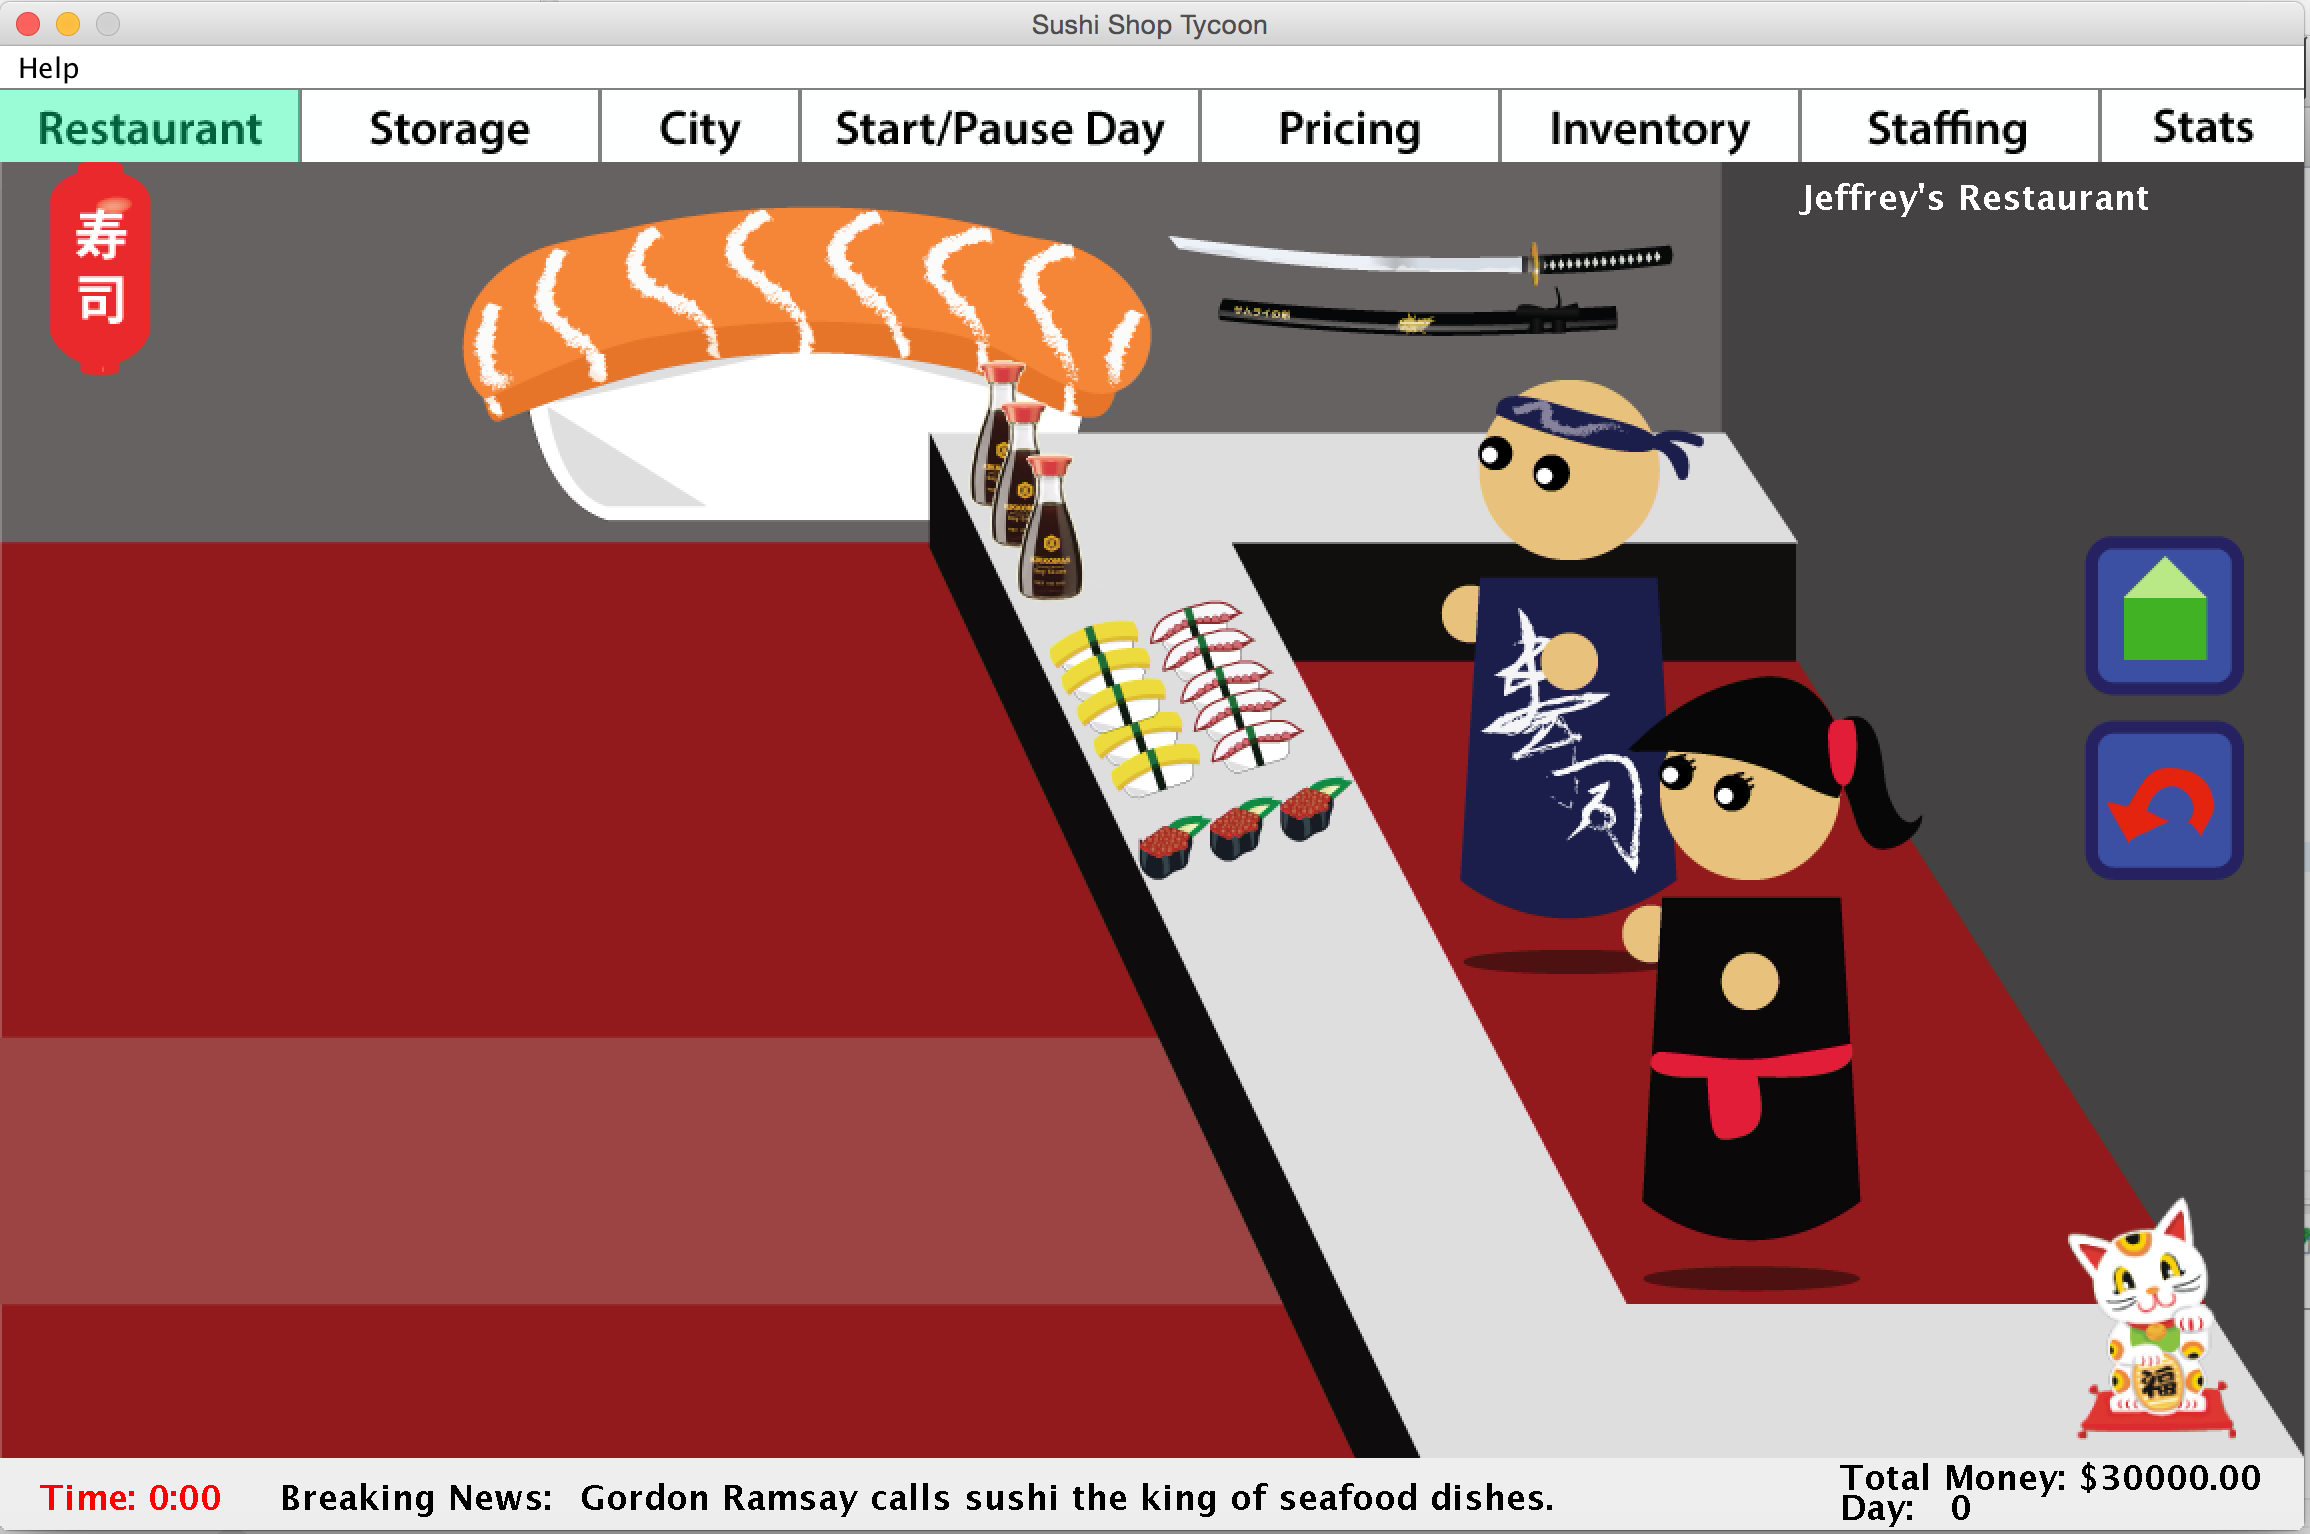 Sushi Shop Tycoon
Help
Restaurant Storage City Start/Pause Day Pricing Inventory Staffing Stats
Jeffrey's Restaurant
寿
司
寿
司
福
Time: 0:00 Breaking News: Gordon Ramsay calls sushi the king of seafood dishes.
Total Money: $30000.00
Day: 0